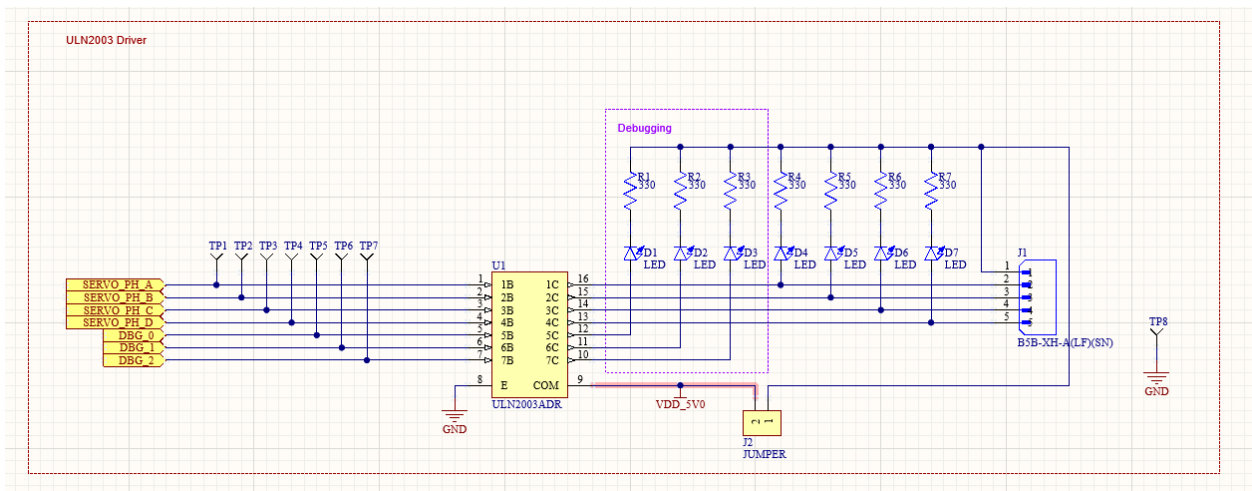 ULN2003 Driver
Debugging
R1 R2 R3 R4 R5 R6 R7
330 330 330 330 330 330 330
TP1 TP2 TP3 TP4 TP5 TP6 TP7
D1 D2 D3 D4 D5 D6 D7
LED LED LED LED LED LED LED
J1
U1
SERVO_PH_A 1 1B 1C 16 1 1
SERVO_PH_B 2 2B 2C 15 2 2
SERVO_PH_C 3 3B 3C 14 3 3
SERVO_PH_D 4 4B 4C 13 4 4
DBG_0 5 5B 5C 12 5 5
DBG_1 6 6B 6C 11
DBG_2 7 7B 7C 10
B5B-XH-A(LF)(SN)
TP8
GND
8 E COM 9
ULN2003ADR
GND
VDD_5V0
2 1
J2
JUMPER